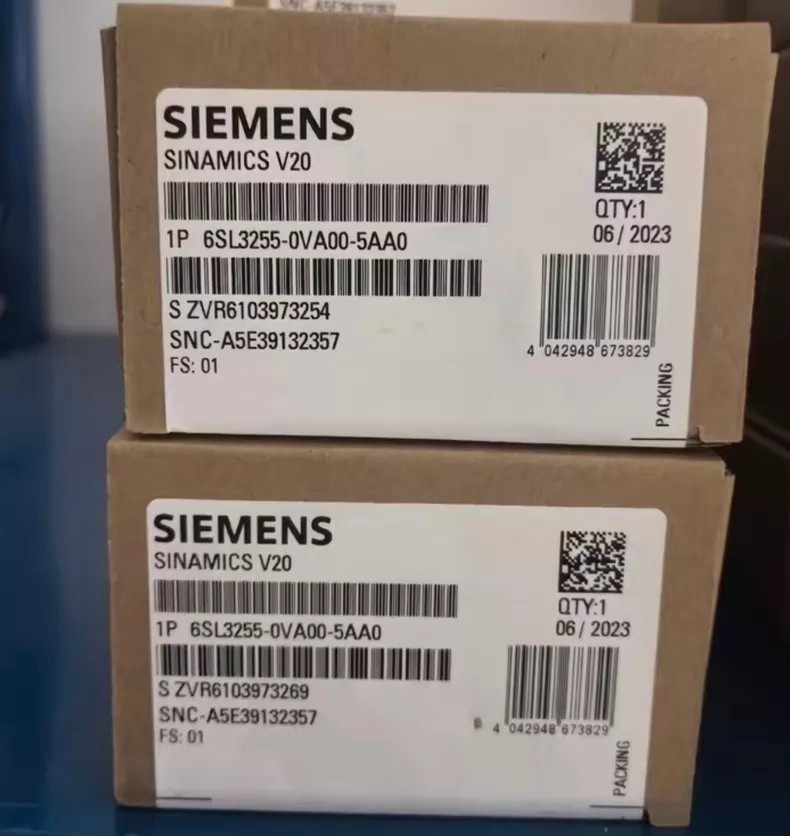 SNC-A5E39132357
SIEMENS
SINAMICS V20
QTY:1
1P 6SL3255-0VA00-5AA0
06 / 2023
S ZVR6103973254
SNC-A5E39132357
4 042948 673829
FS: 01
PACKING
SIEMENS
SINAMICS V20
QTY:1
1P 6SL3255-0VA00-5AA0
06 / 2023
S ZVR6103973269
SNC-A5E39132357
4 042948 673829
FS: 01
PACKING